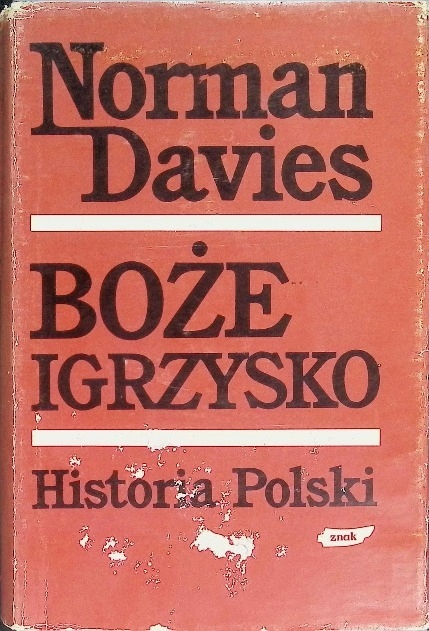 Norman
Davies
BOŻE
IGRZYSKO
Historia Polski
znak